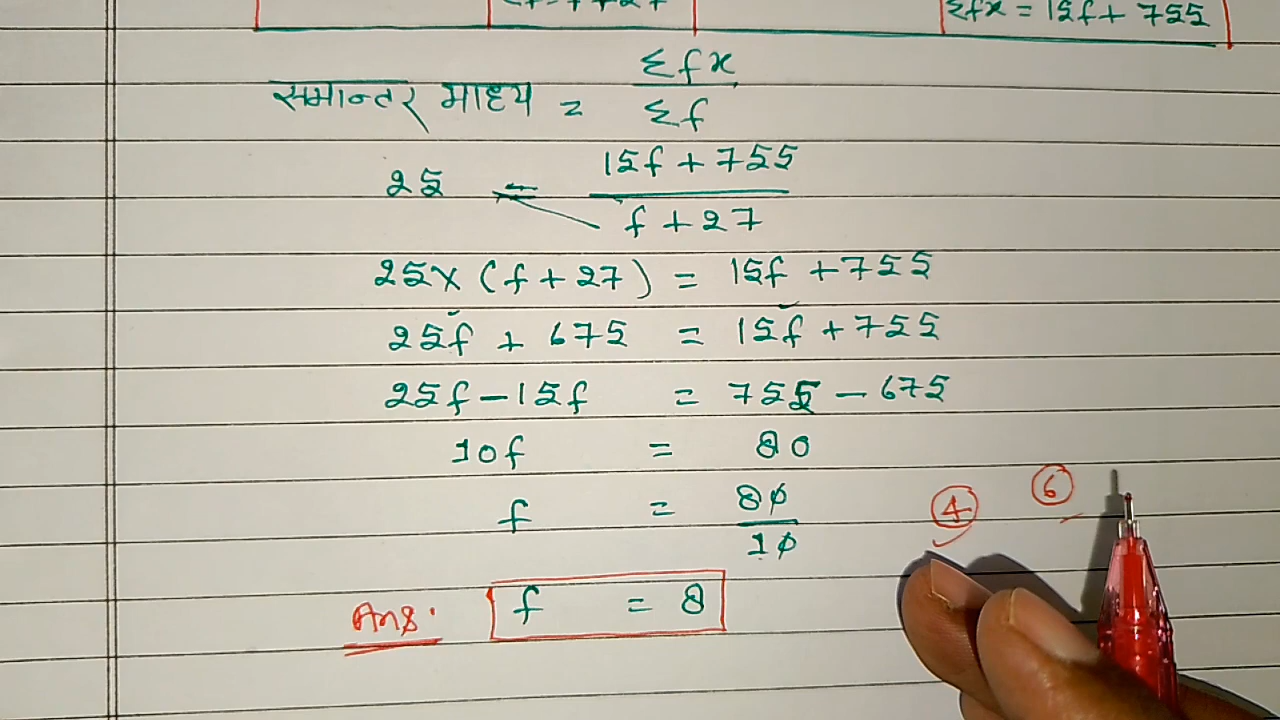 Σfx = 15f + 755
समान्तर माध्य = Σfx / Σf
25 = 15f + 755 / f + 27
25 × (f + 27) = 15f + 755
25f + 675 = 15f + 755
25f − 15f = 755 − 675
10f = 80
f = 80 / 10
4 6
Ans. f = 8